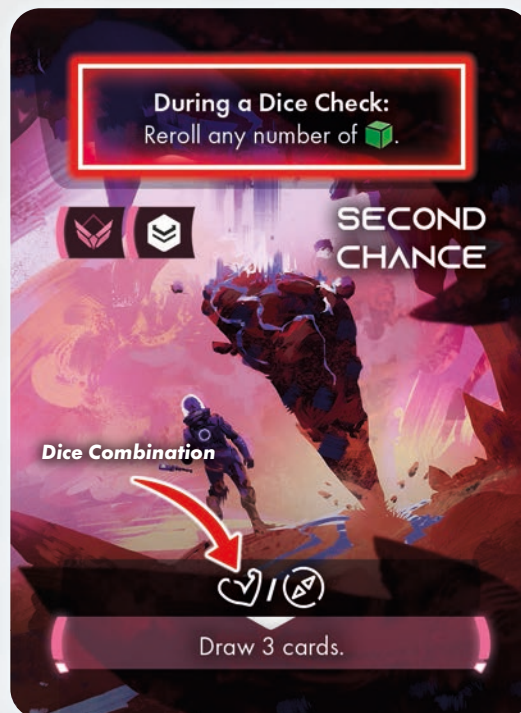 During a Dice Check:
Reroll any number of .
SECOND
CHANCE
Dice Combination
/
Draw 3 cards.